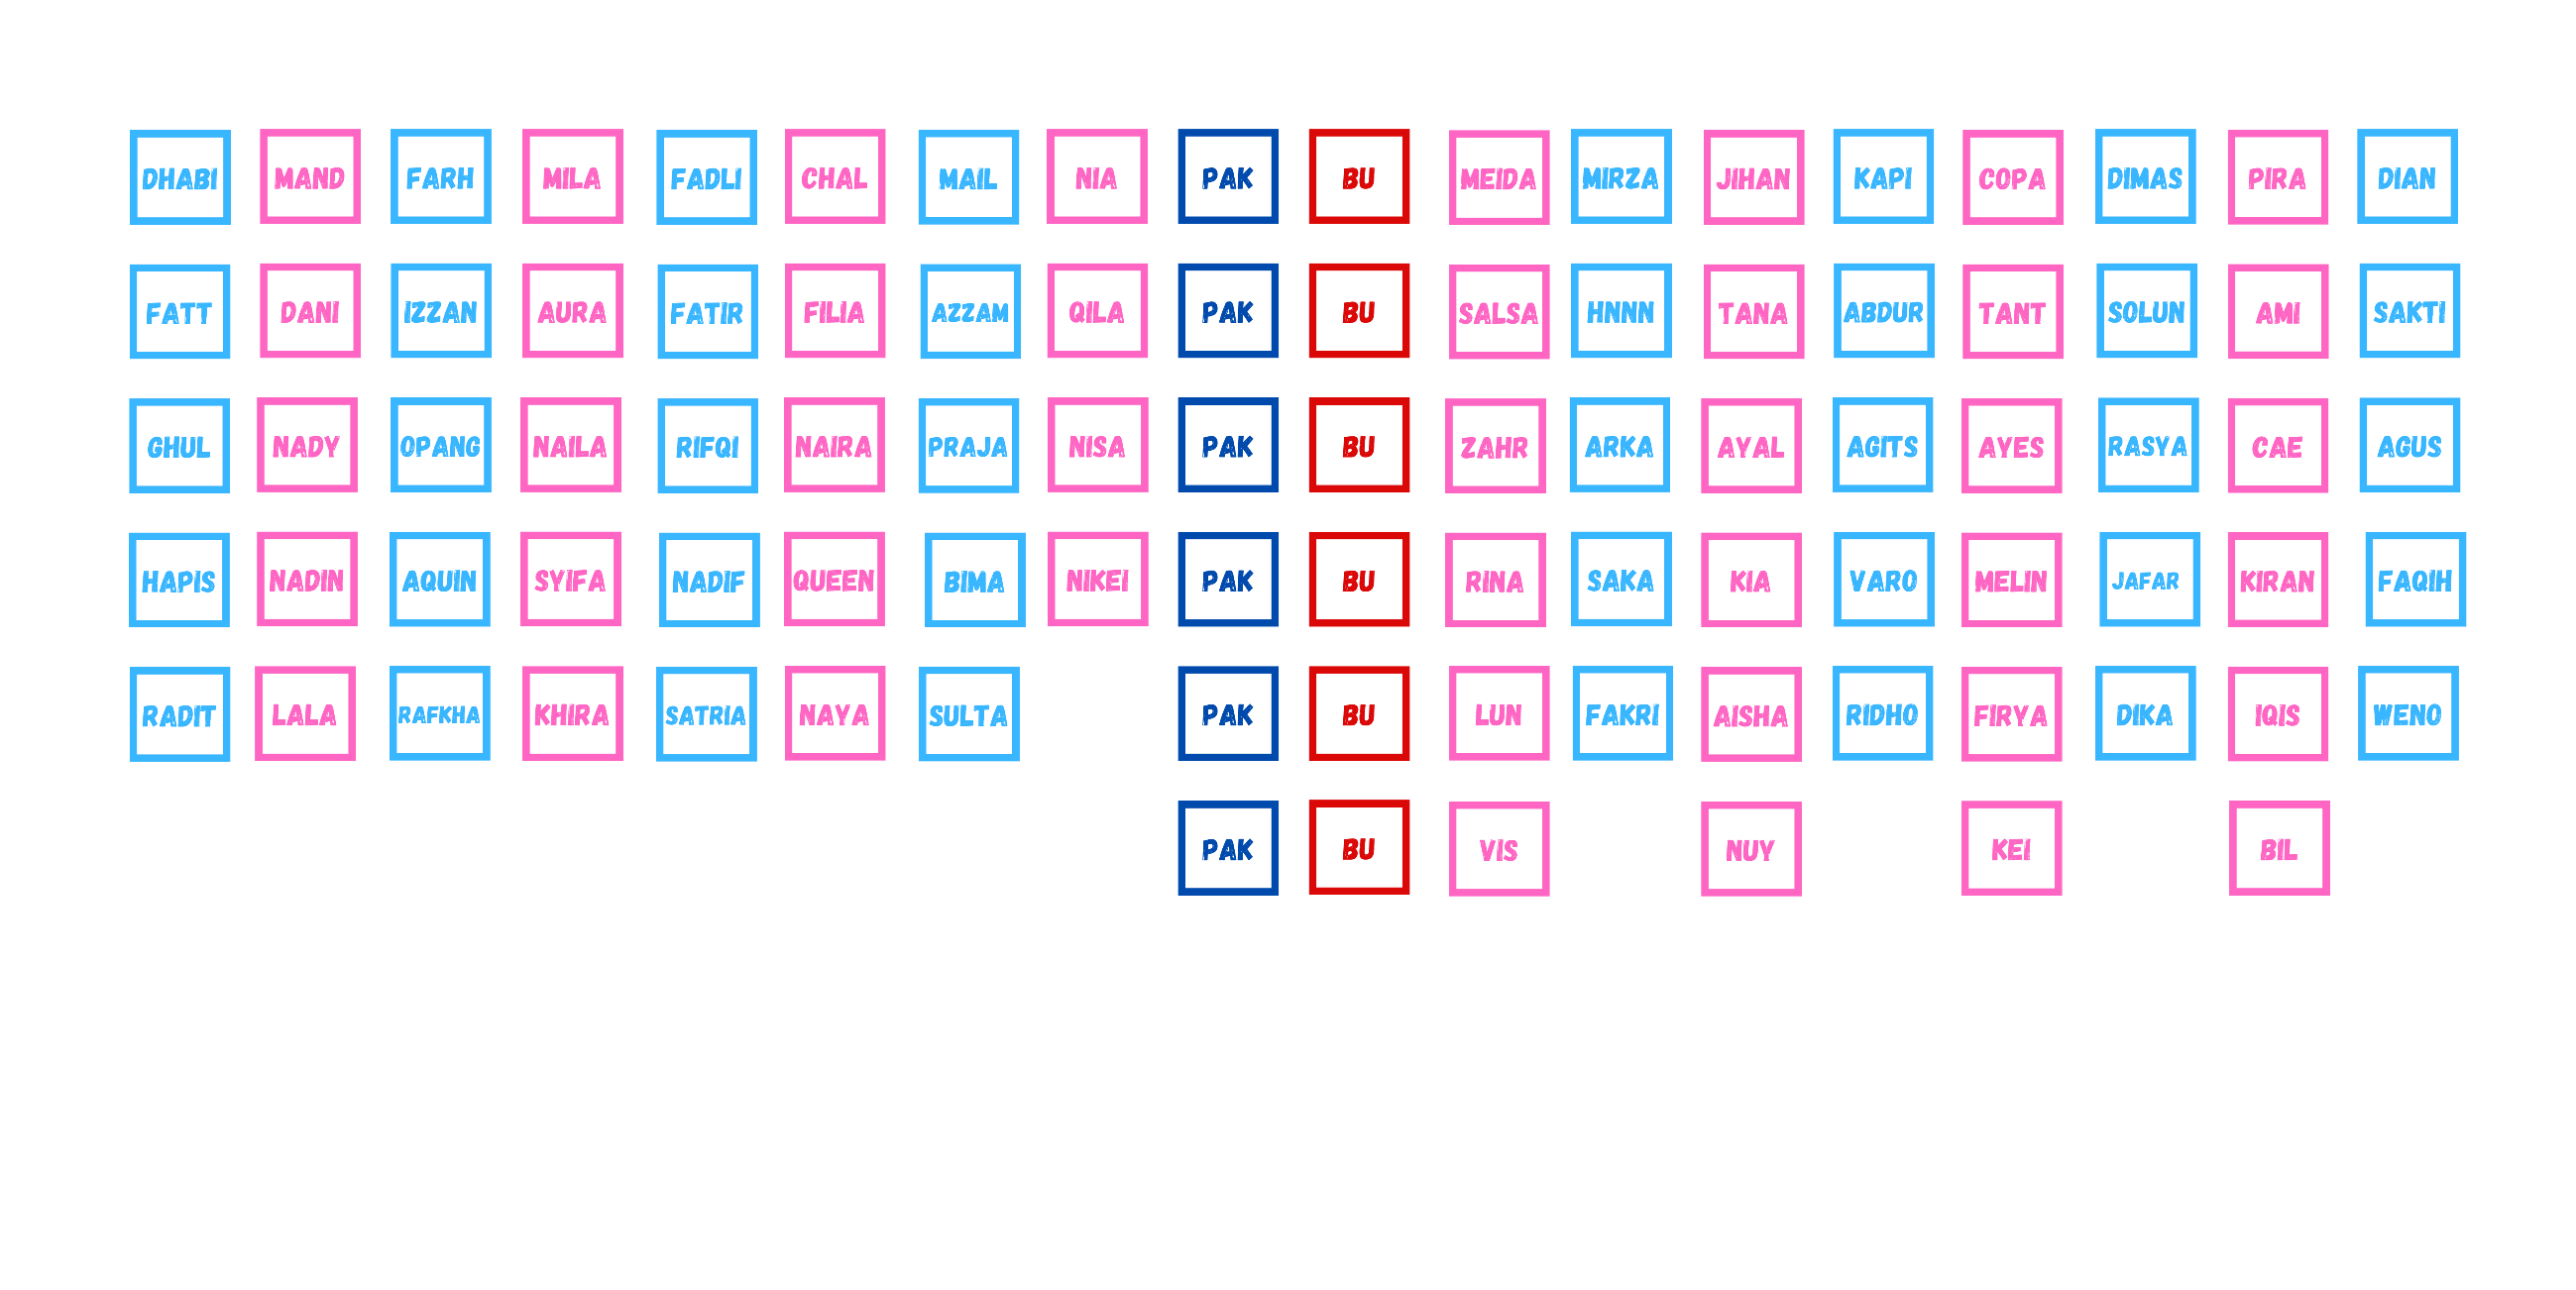 DHABI MAND FARH MILA FADLI CHAL MAIL NIA PAK BU MEIDA MIRZA JIHAN KAPI COPA DIMAS PIRA DIAN
FATT DANI IZZAN AURA FATIR FILIA AZZAM QILA PAK BU SALSA HNNN TANA ABDUR TANT SOLUN AMI SAKTI
GHUL NADY OPANG NAILA RIFQI NAIRA PRAJA NISA PAK BU ZAHR ARKA AYAL AGITS AYES RASYA CAE AGUS
HAPIS NADIN AQUIN SYIFA NADIF QUEEN BIMA NIKEI PAK BU RINA SAKA KIA VARO MELIN JAFAR KIRAN FAQIH
RADIT LALA RAFKHA KHIRA SATRIA NAYA SULTA PAK BU LUN FAKRI AISHA RIDHO FIRYA DIKA IQIS WENO
PAK BU VIS NUY KEI BIL